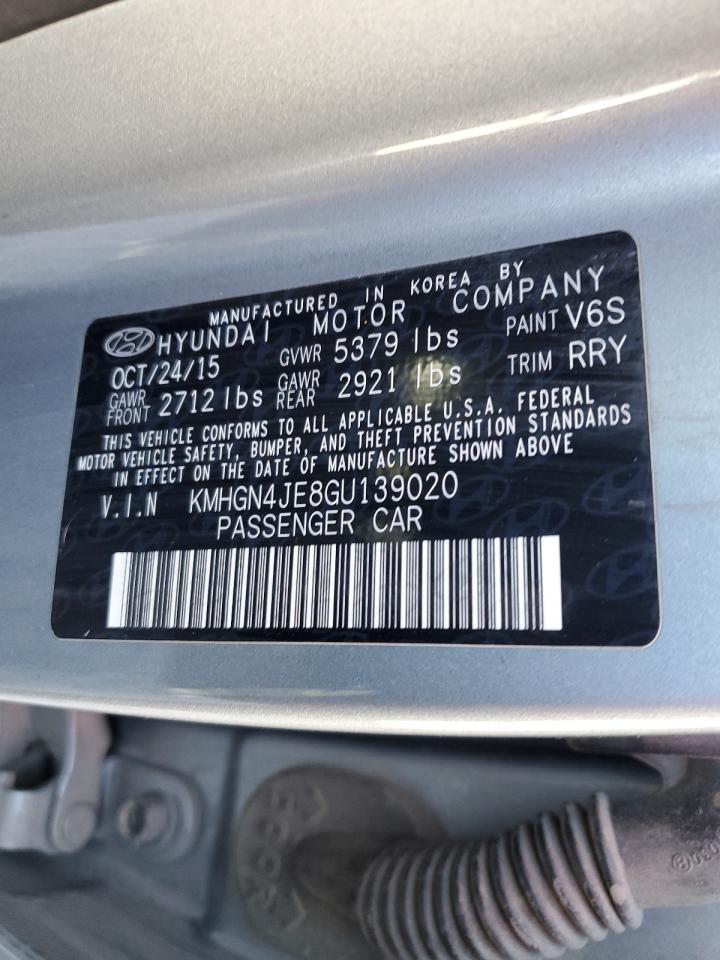 MANUFACTURED IN KOREA BY
HYUNDAI MOTOR COMPANY
OCT/24/15 GVWR 5379 lbs PAINT V6S
GAWR FRONT 2712 lbs GAWR REAR 2921 lbs TRIM RRY
THIS VEHICLE CONFORMS TO ALL APPLICABLE U.S.A. FEDERAL
MOTOR VEHICLE SAFETY, BUMPER, AND THEFT PREVENTION STANDARDS
IN EFFECT ON THE DATE OF MANUFACTURE SHOWN ABOVE
V.I.N KMHGN4JE8GU139020
PASSENGER CAR